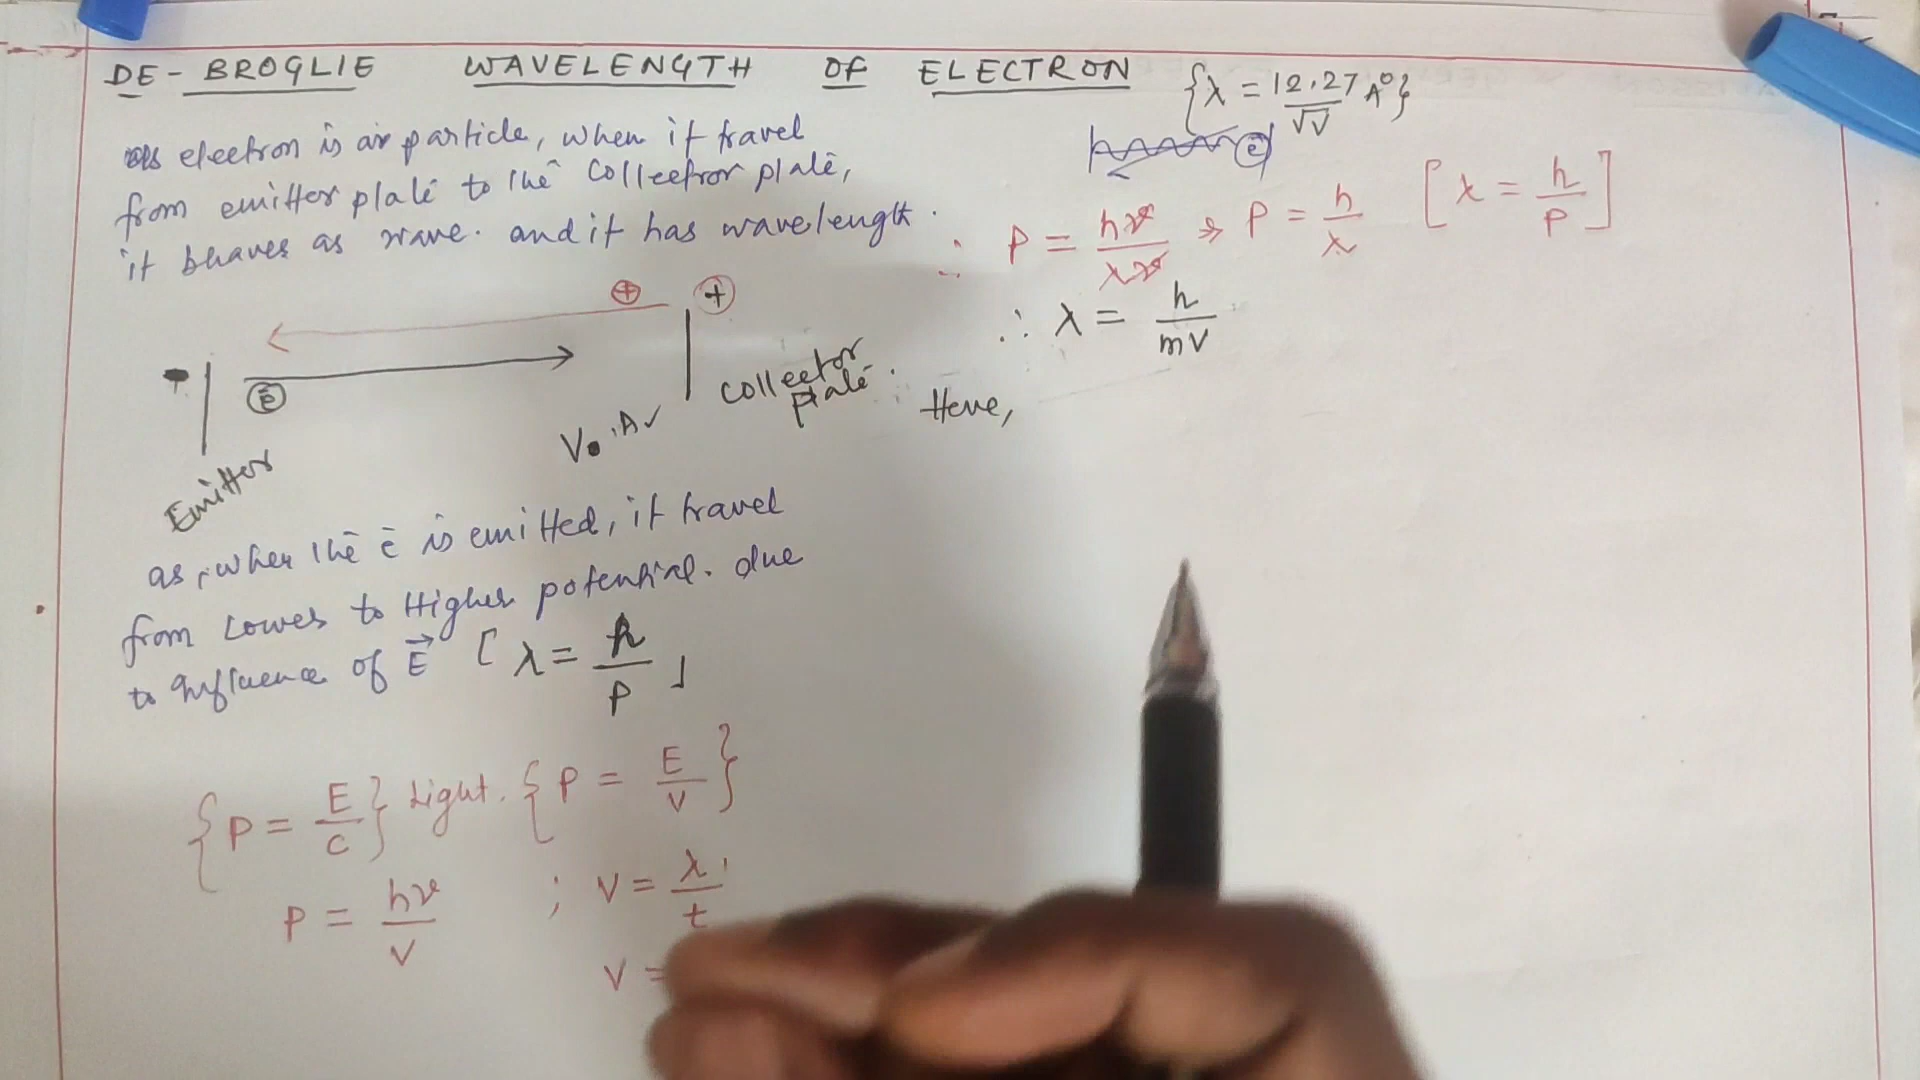 DE-BROGLIE WAVELENGTH OF ELECTRON {λ = 12.27/√V A°}
electron is a particle, when it travel
from emitter plate to the Collector plate,
it behaves as wave. and it has wavelength.
ē
⊕ +
ē
Emitter
V
Collector
plate.
as, when the ē is emitted, it travel
from Lower to Higher potential. due
to influence of E⃗ [λ = h/p]
{P = E/C} Light. {P = E/V}
P = hν/V ; V = λ/t
V =
∴ P = hν/λν ⇒ P = h/λ [λ = h/P]
∴ λ = h/mv
Here,